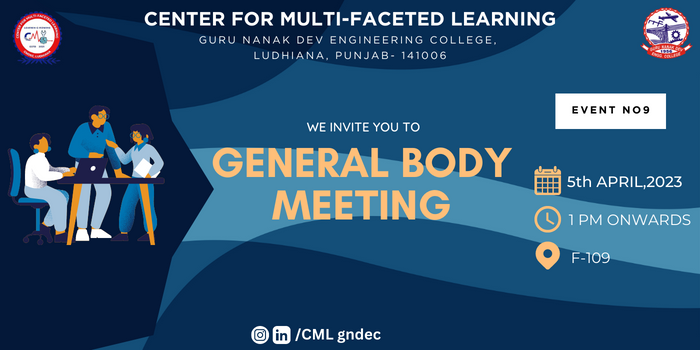 CENTER FOR MULTI-FACETED LEARNING
GURU NANAK DEV ENGINEERING COLLEGE,
LUDHIANA, PUNJAB- 141006
EVENT NO9
WE INVITE YOU TO
GENERAL BODY
MEETING
5th APRIL,2023
1 PM ONWARDS
F-109
/CML gndec